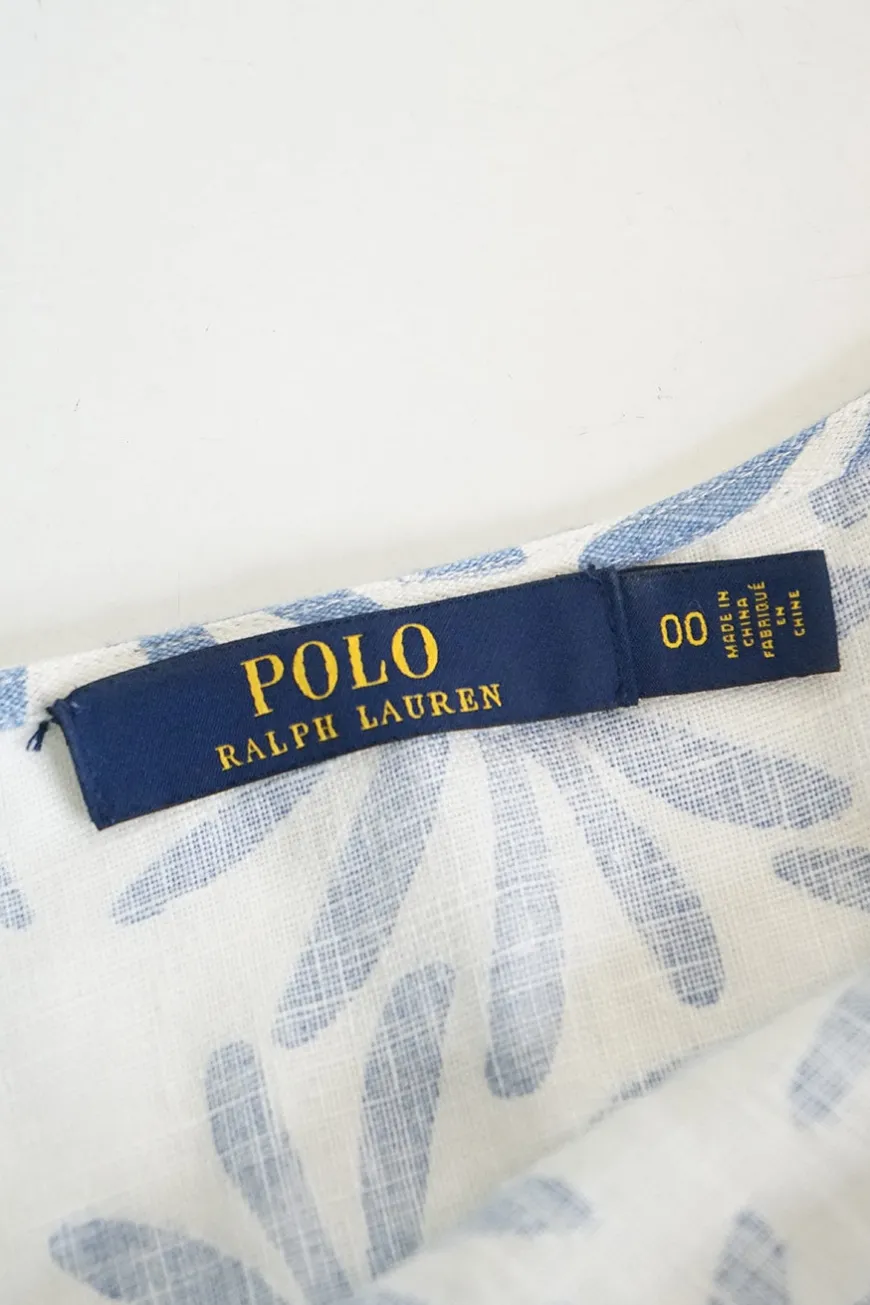 POLO
RALPH LAUREN
00
MADE IN
CHINA
FABRIQUÉ
EN
CHINE